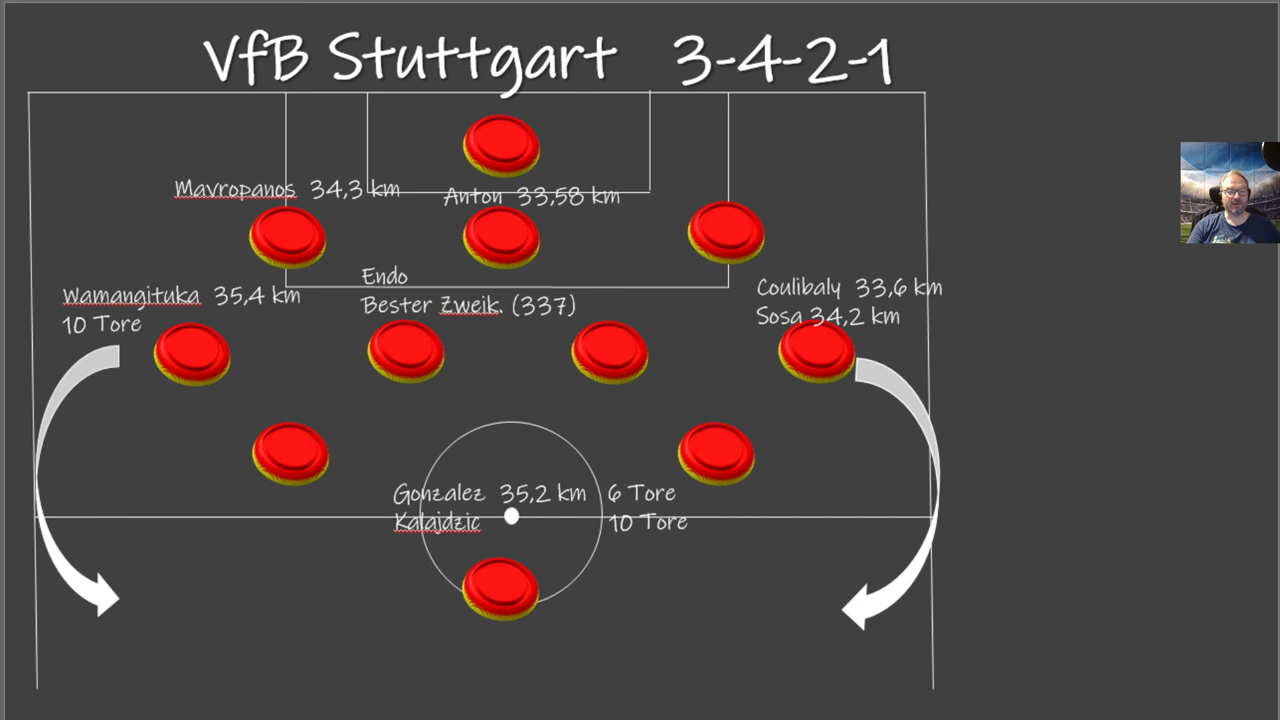 VfB Stuttgart 3-4-2-1
Mavropanos 34,3 km
Anton 33,58 km
Endo
Bester Zweik. (337)
Wamangituka 35,4 km
10 Tore
Coulibaly 33,6 km
Sosa 34,2 km
Gonzalez 35,2 km 6 Tore
Kalajdzic 10 Tore